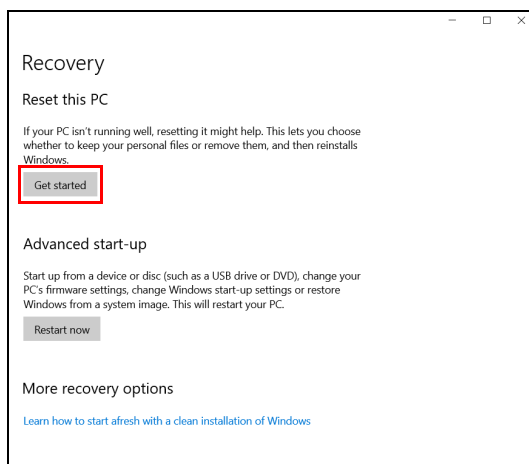 Recovery
Reset this PC
If your PC isn't running well, resetting it might help. This lets you choose
whether to keep your personal files or remove them, and then reinstalls
Windows.
Get started
Advanced start-up
Start up from a device or disc (such as a USB drive or DVD), change your
PC's firmware settings, change Windows start-up settings or restore
Windows from a system image. This will restart your PC.
Restart now
More recovery options
Learn how to start afresh with a clean installation of Windows